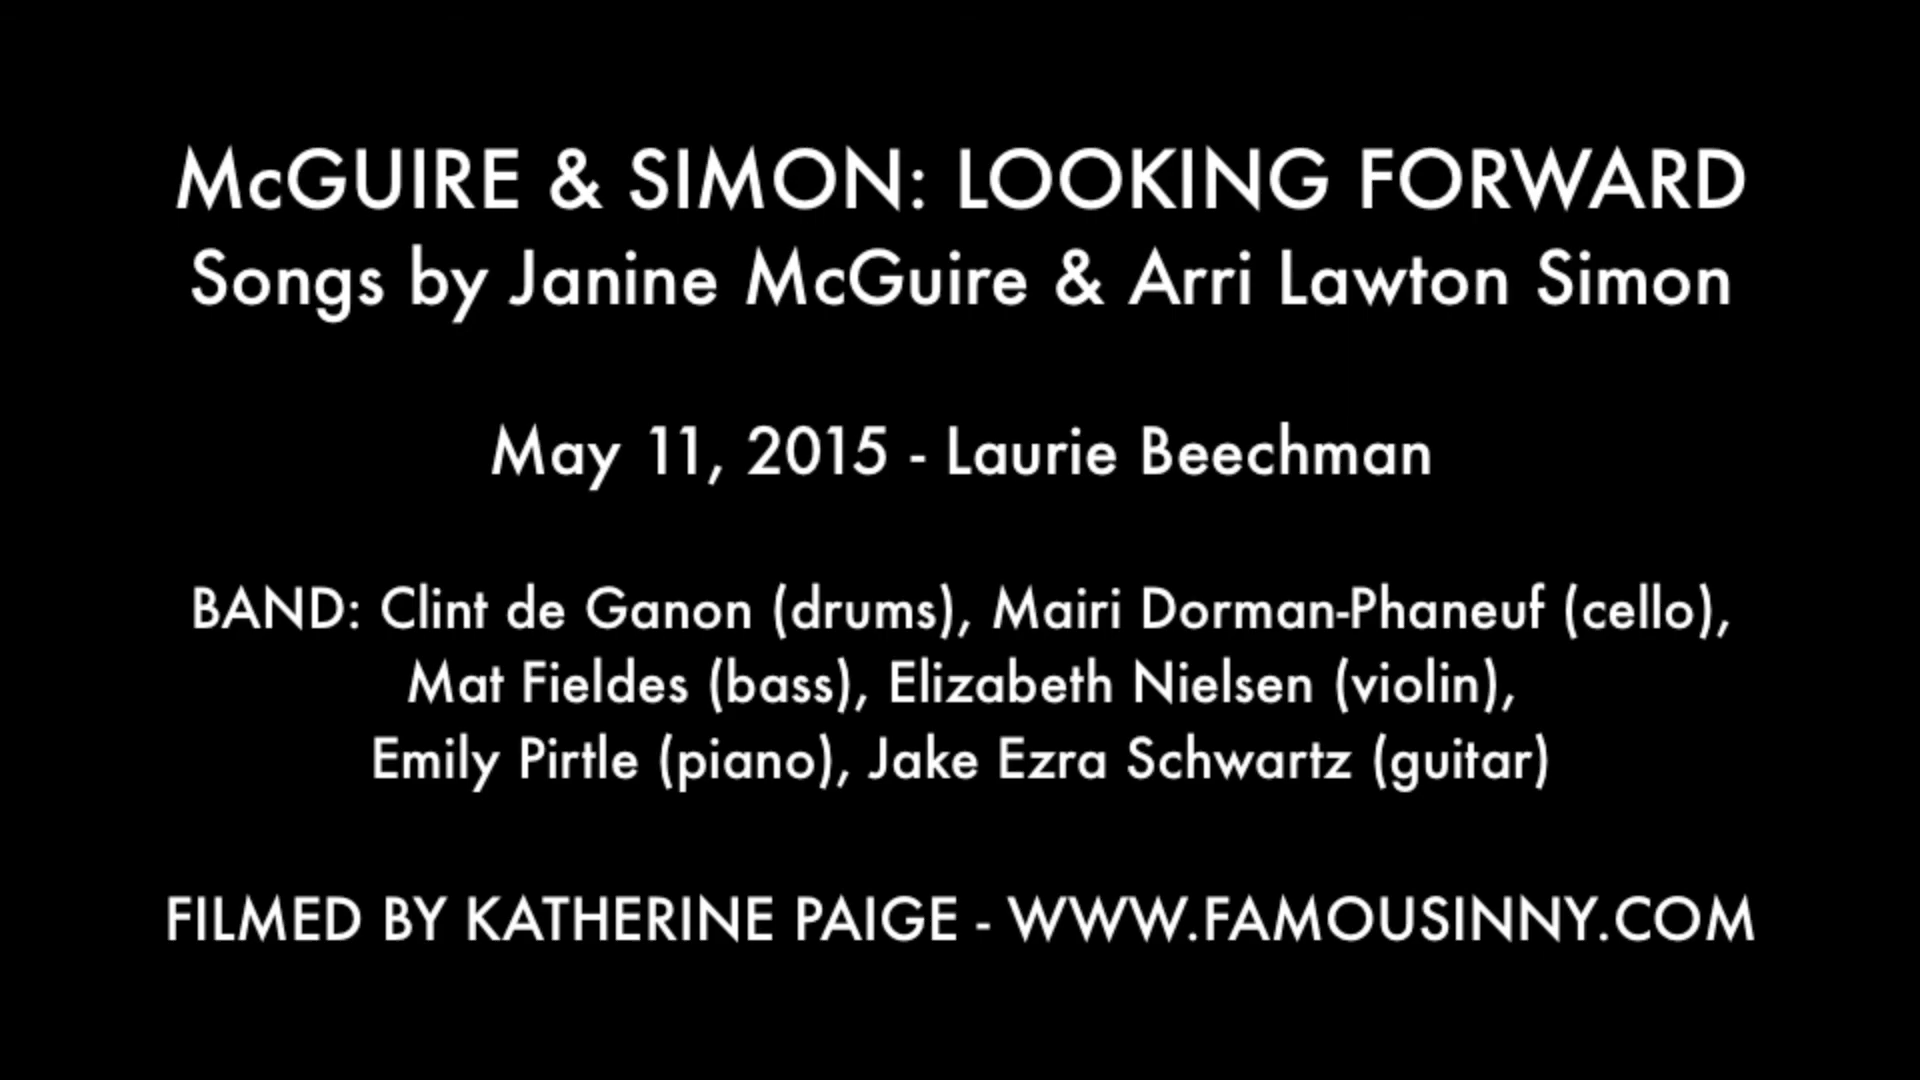 McGUIRE & SIMON: LOOKING FORWARD
Songs by Janine McGuire & Arri Lawton Simon
May 11, 2015 - Laurie Beechman
BAND: Clint de Ganon (drums), Mairi Dorman-Phaneuf (cello),
Mat Fieldes (bass), Elizabeth Nielsen (violin),
Emily Pirtle (piano), Jake Ezra Schwartz (guitar)
FILMED BY KATHERINE PAIGE - WWW.FAMOUSINNY.COM